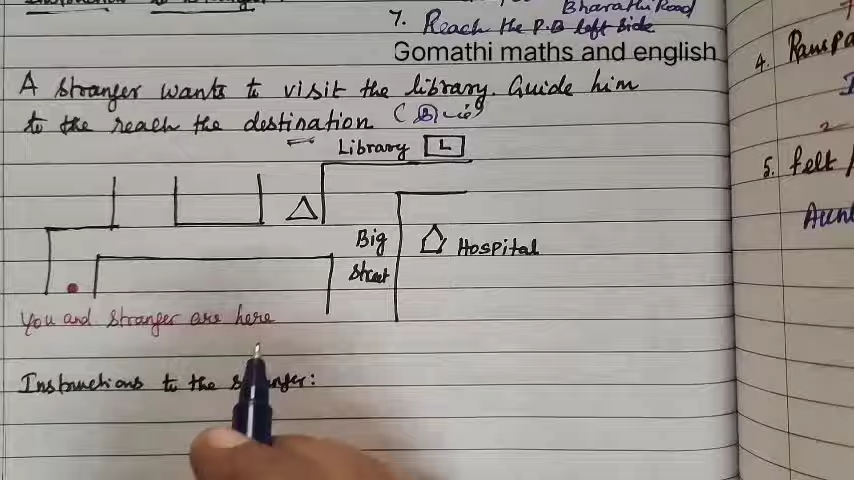 7. Reach the P.B left side
Bharathi Road
Gomathi maths and english
A stranger wants to visit the library. Guide him
to the reach the destination
Library L
Big
Street
Hospital
You and stranger are here
Instructions to the stranger:
4.
5. felt